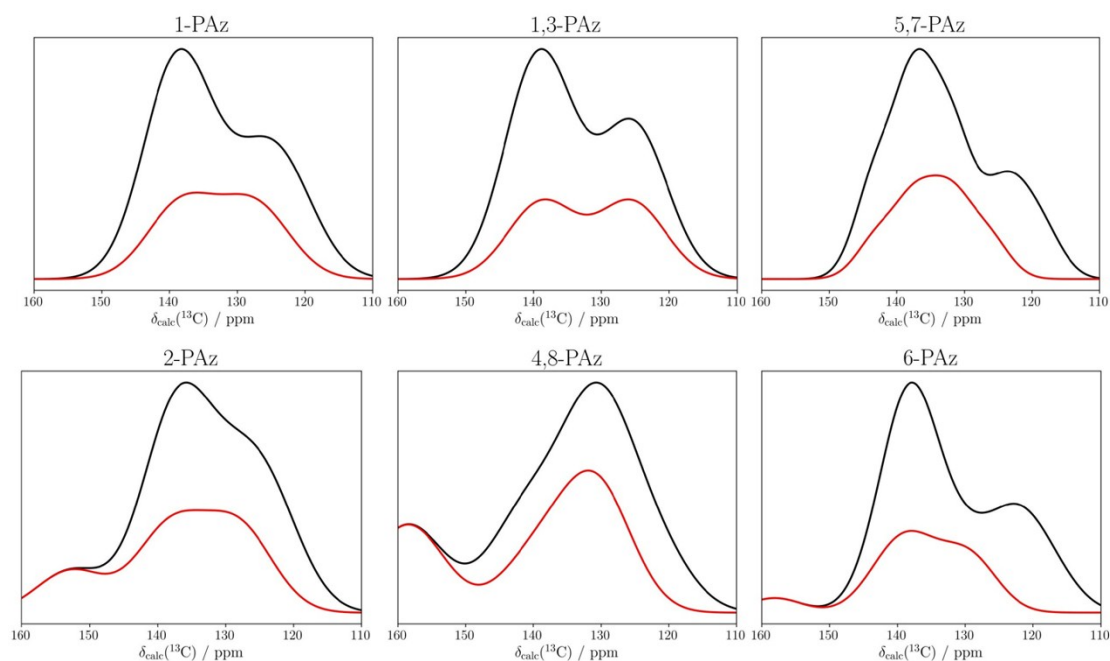 1-PAz 1,3-PAz 5,7-PAz
160 150 140 130 120 110 160 150 140 130 120 110 160 150 140 130 120 110
δcalc(¹³C) / ppm δcalc(¹³C) / ppm δcalc(¹³C) / ppm
2-PAz 4,8-PAz 6-PAz
160 150 140 130 120 110 160 150 140 130 120 110 160 150 140 130 120 110
δcalc(¹³C) / ppm δcalc(¹³C) / ppm δcalc(¹³C) / ppm